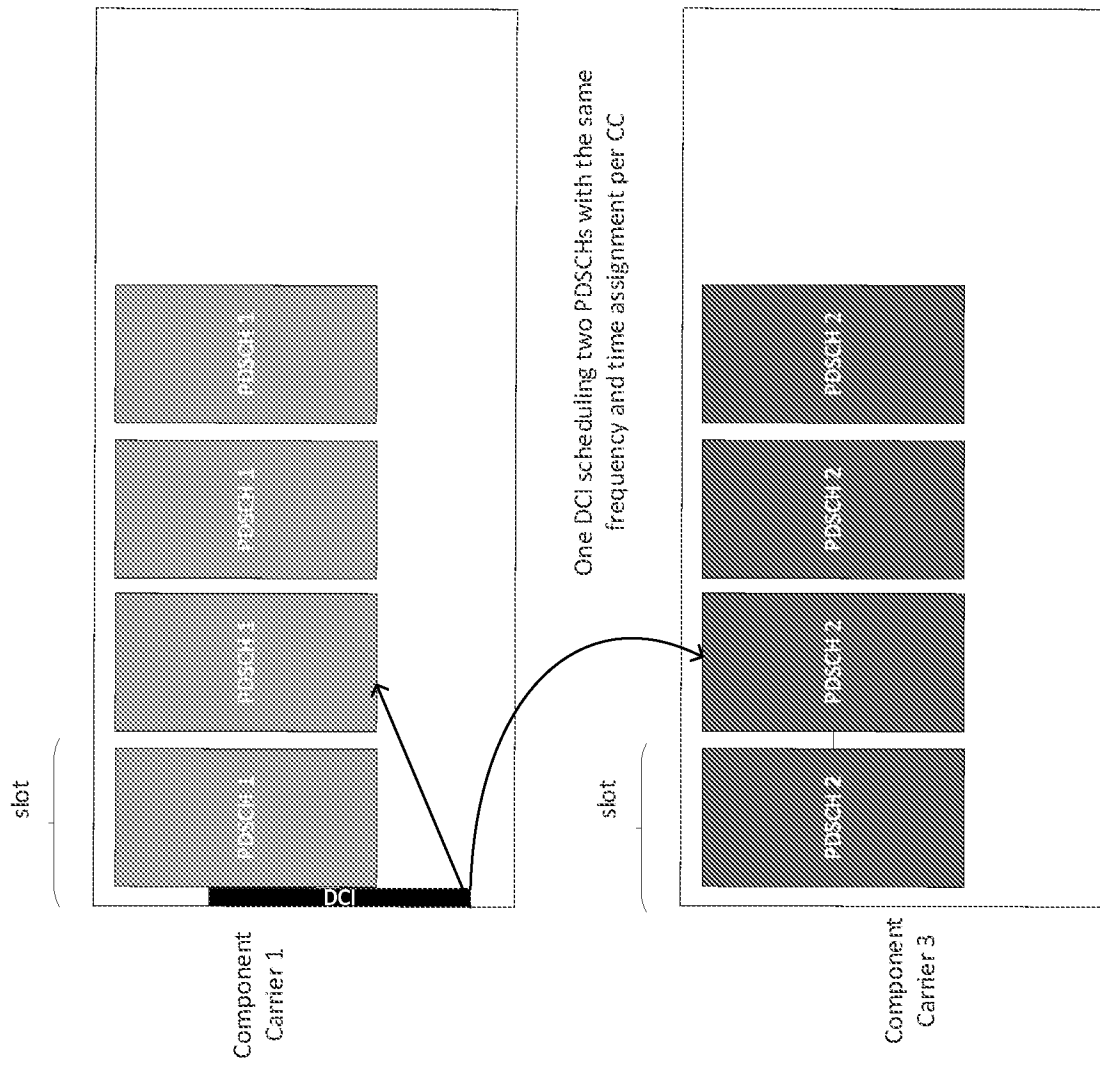 slot
Component
Carrier 1
DCI
PDSCH 1
PDSCH 1
PDSCH 1
PDSCH 1
One DCI scheduling two PDSCHs with the same
frequency and time assignment per CC
slot
Component
Carrier 3
PDSCH 2
PDSCH 2
PDSCH 2
PDSCH 2